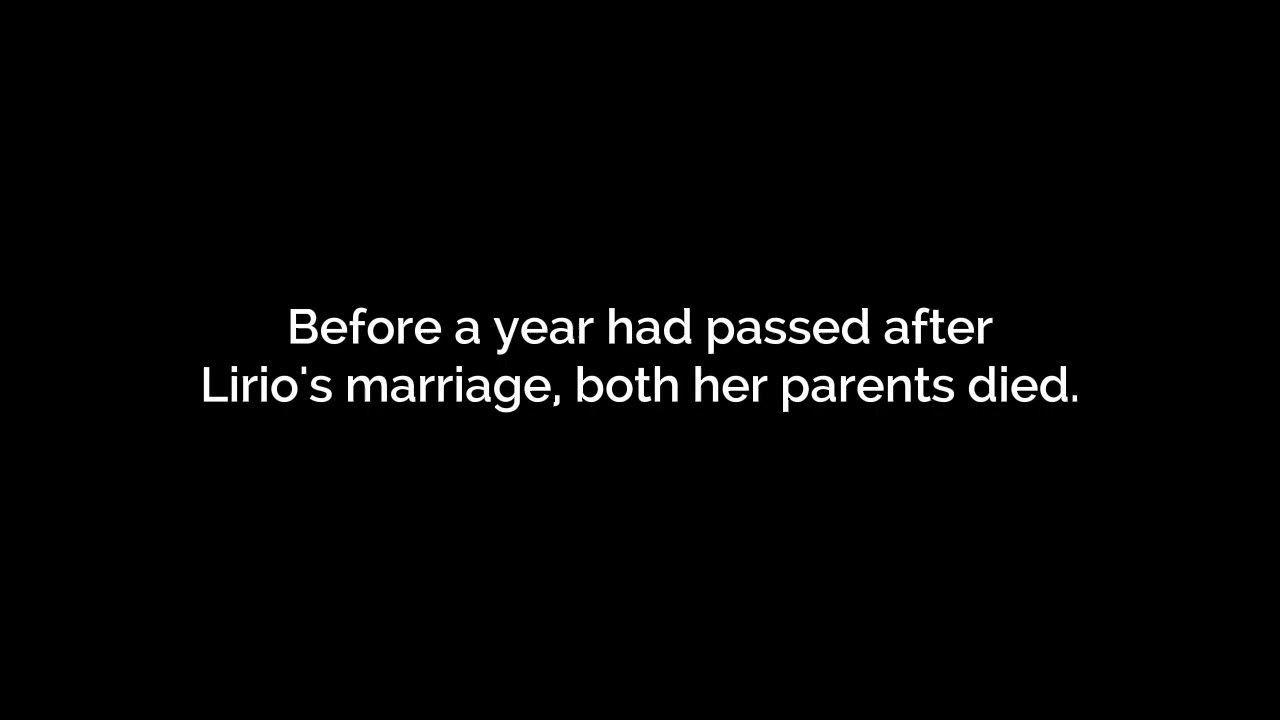 Before a year had passed after
Lirio's marriage, both her parents died.